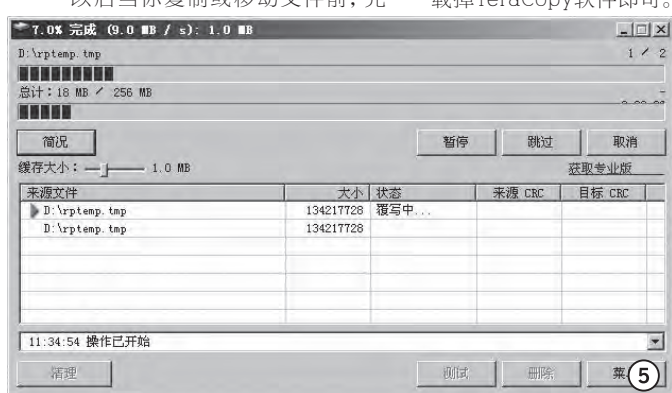 以后当你复制或移动文件前，先
载掉TeraCopy软件即可。
7.0% 完成 (9.0 MB / s): 1.0 MB
D:\rptemp.tmp 1 / 2
总计：18 MB / 256 MB
简况 暂停 跳过 取消
缓存大小： 1.0 MB 获取专业版
来源文件 大小 状态 来源 CRC 目标 CRC
D:\rptemp.tmp 134217728 覆写中...
D:\rptemp.tmp 134217728
11:34:54 操作已开始
清理 测试 删除 菜
5